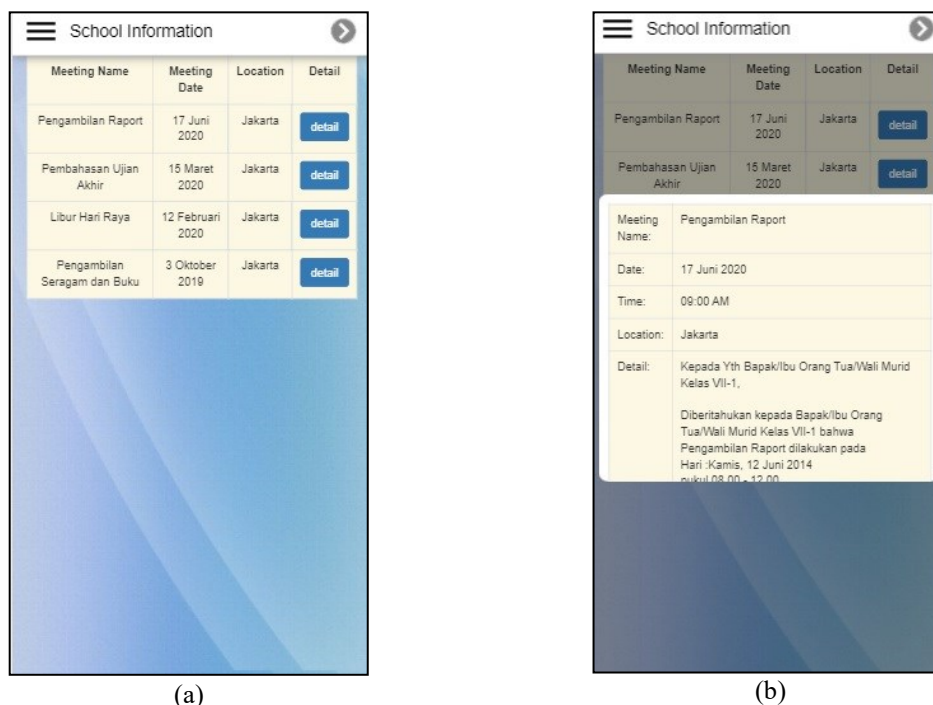 School Information
Meeting Name Meeting Date Location Detail
Pengambilan Raport 17 Juni 2020 Jakarta detail
Pembahasan Ujian Akhir 15 Maret 2020 Jakarta detail
Libur Hari Raya 12 Februari 2020 Jakarta detail
Pengambilan Seragam dan Buku 3 Oktober 2019 Jakarta detail
(a)
School Information
Meeting Name Meeting Date Location Detail
Pengambilan Raport 17 Juni 2020 Jakarta detail
Pembahasan Ujian Akhir 15 Maret 2020 Jakarta detail
Meeting Name: Pengambilan Raport
Date: 17 Juni 2020
Time: 09:00 AM
Location: Jakarta
Detail: Kepada Yth Bapak/Ibu Orang Tua/Wali Murid
Kelas VII-1,
Diberitahukan kepada Bapak/Ibu Orang
Tua/Wali Murid Kelas VII-1 bahwa
Pengambilan Raport dilakukan pada
Hari :Kamis, 12 Juni 2014
pukul 08.00 - 12.00
(b)